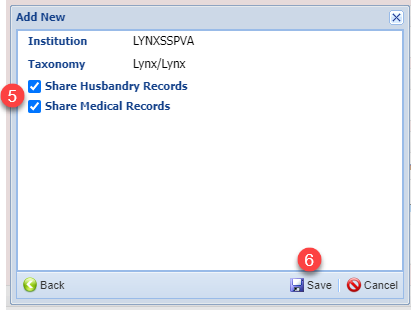 Add New
Institution LYNXSSPVA
Taxonomy Lynx/Lynx
5
Share Husbandry Records
Share Medical Records
6
Back Save Cancel